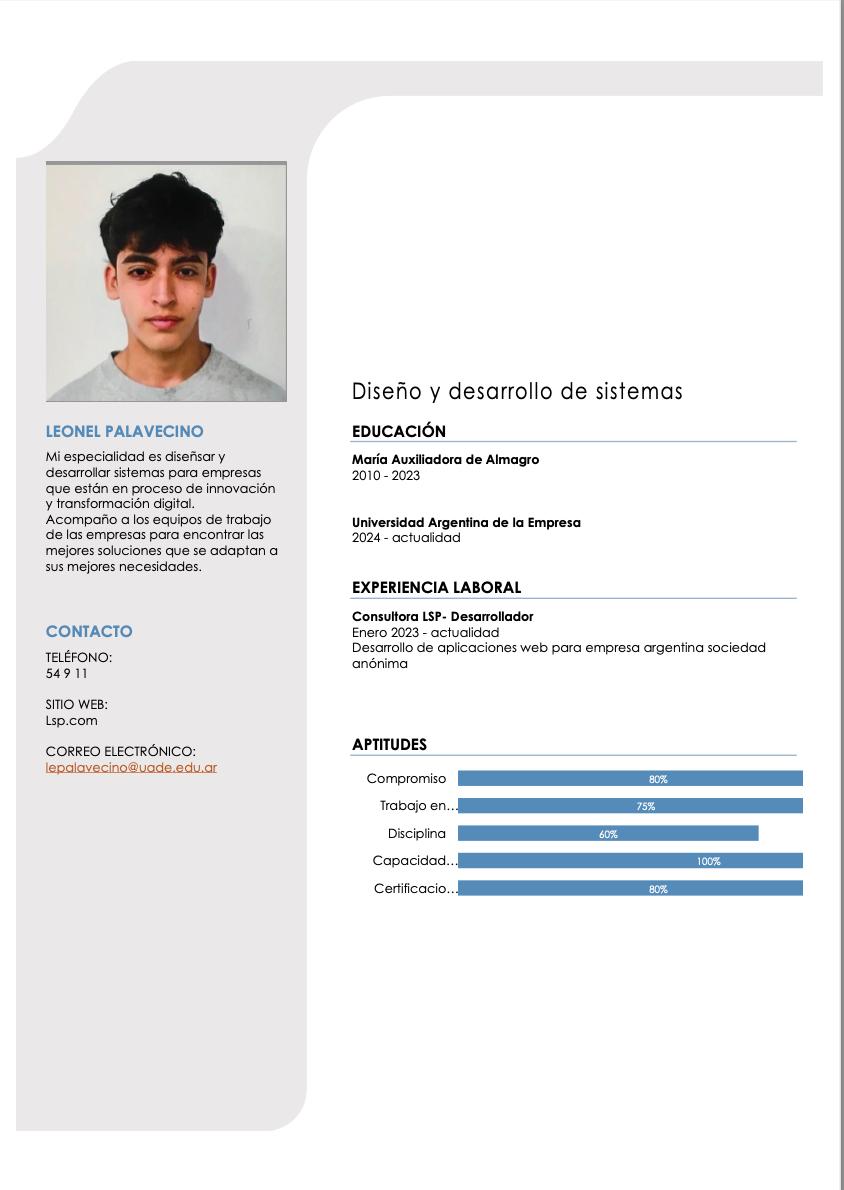 LEONEL PALAVECINO
Mi especialidad es diseñsar y
desarrollar sistemas para empresas
que están en proceso de innovación
y transformación digital.
Acompaño a los equipos de trabajo
de las empresas para encontrar las
mejores soluciones que se adaptan a
sus mejores necesidades.
CONTACTO
TELÉFONO:
54 9 11
SITIO WEB:
Lsp.com
CORREO ELECTRÓNICO:
lepalavecino@uade.edu.ar
Diseño y desarrollo de sistemas
EDUCACIÓN
María Auxiliadora de Almagro
2010 - 2023
Universidad Argentina de la Empresa
2024 - actualidad
EXPERIENCIA LABORAL
Consultora LSP- Desarrollador
Enero 2023 - actualidad
Desarrollo de aplicaciones web para empresa argentina sociedad
anónima
APTITUDES
Compromiso 80%
Trabajo en... 75%
Disciplina 60%
Capacidad... 100%
Certificacio... 80%